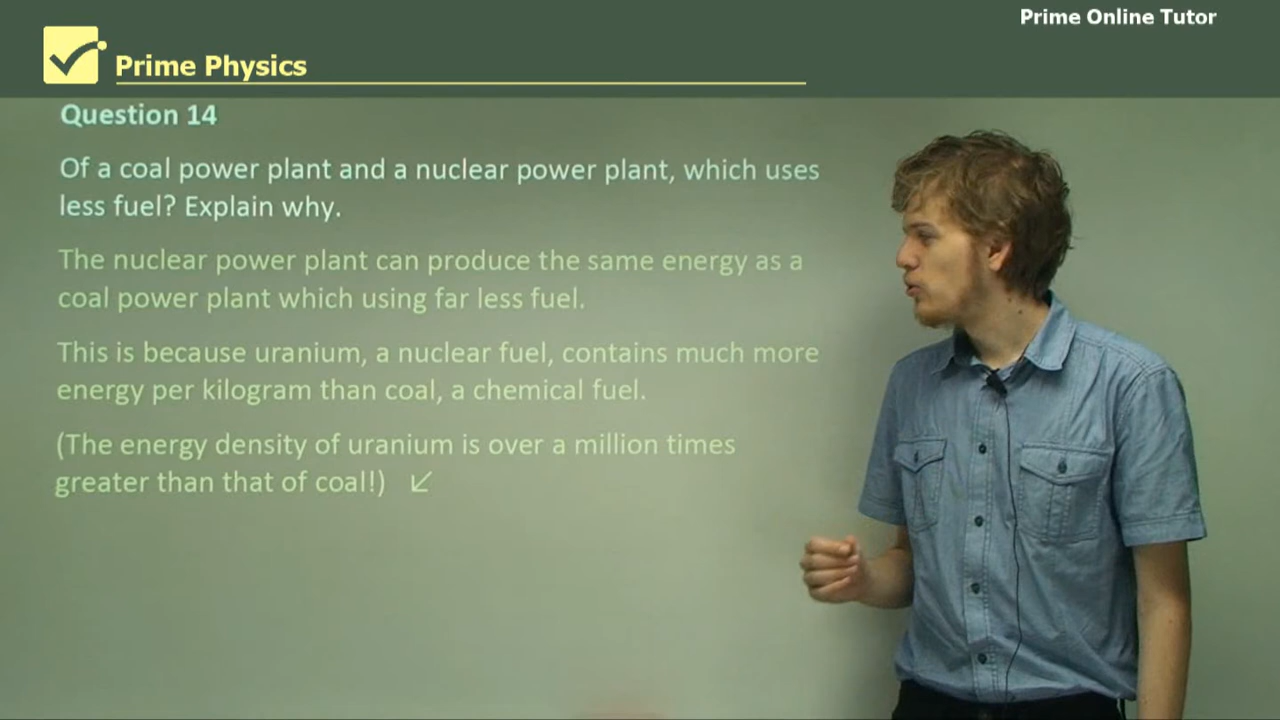 Prime Online Tutor
Prime Physics
Question 14
Of a coal power plant and a nuclear power plant, which uses
less fuel? Explain why.
The nuclear power plant can produce the same energy as a
coal power plant which using far less fuel.
This is because uranium, a nuclear fuel, contains much more
energy per kilogram than coal, a chemical fuel.
(The energy density of uranium is over a million times
greater than that of coal!)